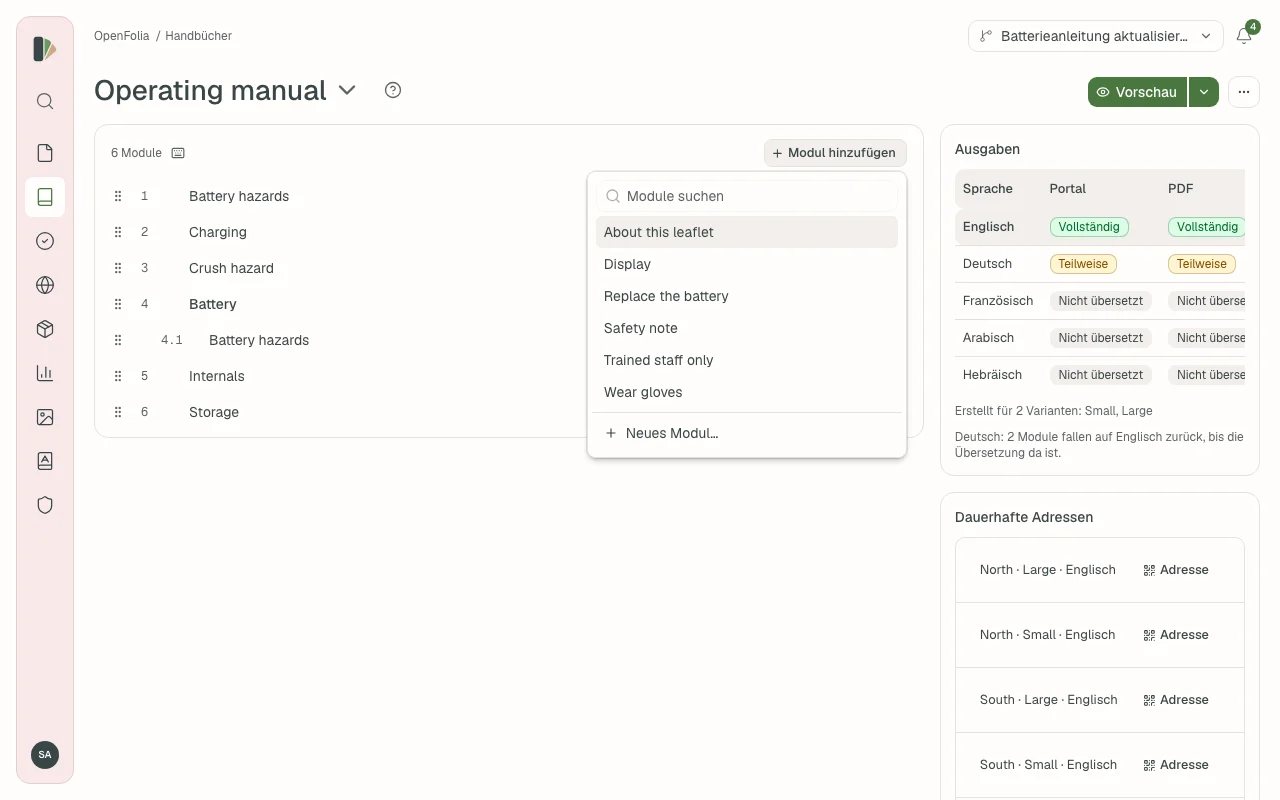 OpenFolia / Handbücher
Batterieanleitung aktualisier...
4
Operating manual
Vorschau
6 Module
Modul hinzufügen
1 Battery hazards
2 Charging
3 Crush hazard
4 Battery
4.1 Battery hazards
5 Internals
6 Storage
Module suchen
About this leaflet
Display
Replace the battery
Safety note
Trained staff only
Wear gloves
Neues Modul...
Ausgaben
Sprache Portal PDF
Englisch Vollständig Vollständig
Deutsch Teilweise Teilweise
Französisch Nicht übersetzt Nicht überse
Arabisch Nicht übersetzt Nicht überse
Hebräisch Nicht übersetzt Nicht überse
Erstellt für 2 Varianten: Small, Large
Deutsch: 2 Module fallen auf Englisch zurück, bis die
Übersetzung da ist.
Dauerhafte Adressen
North · Large · Englisch Adresse
North · Small · Englisch Adresse
South · Large · Englisch Adresse
South · Small · Englisch Adresse
SA